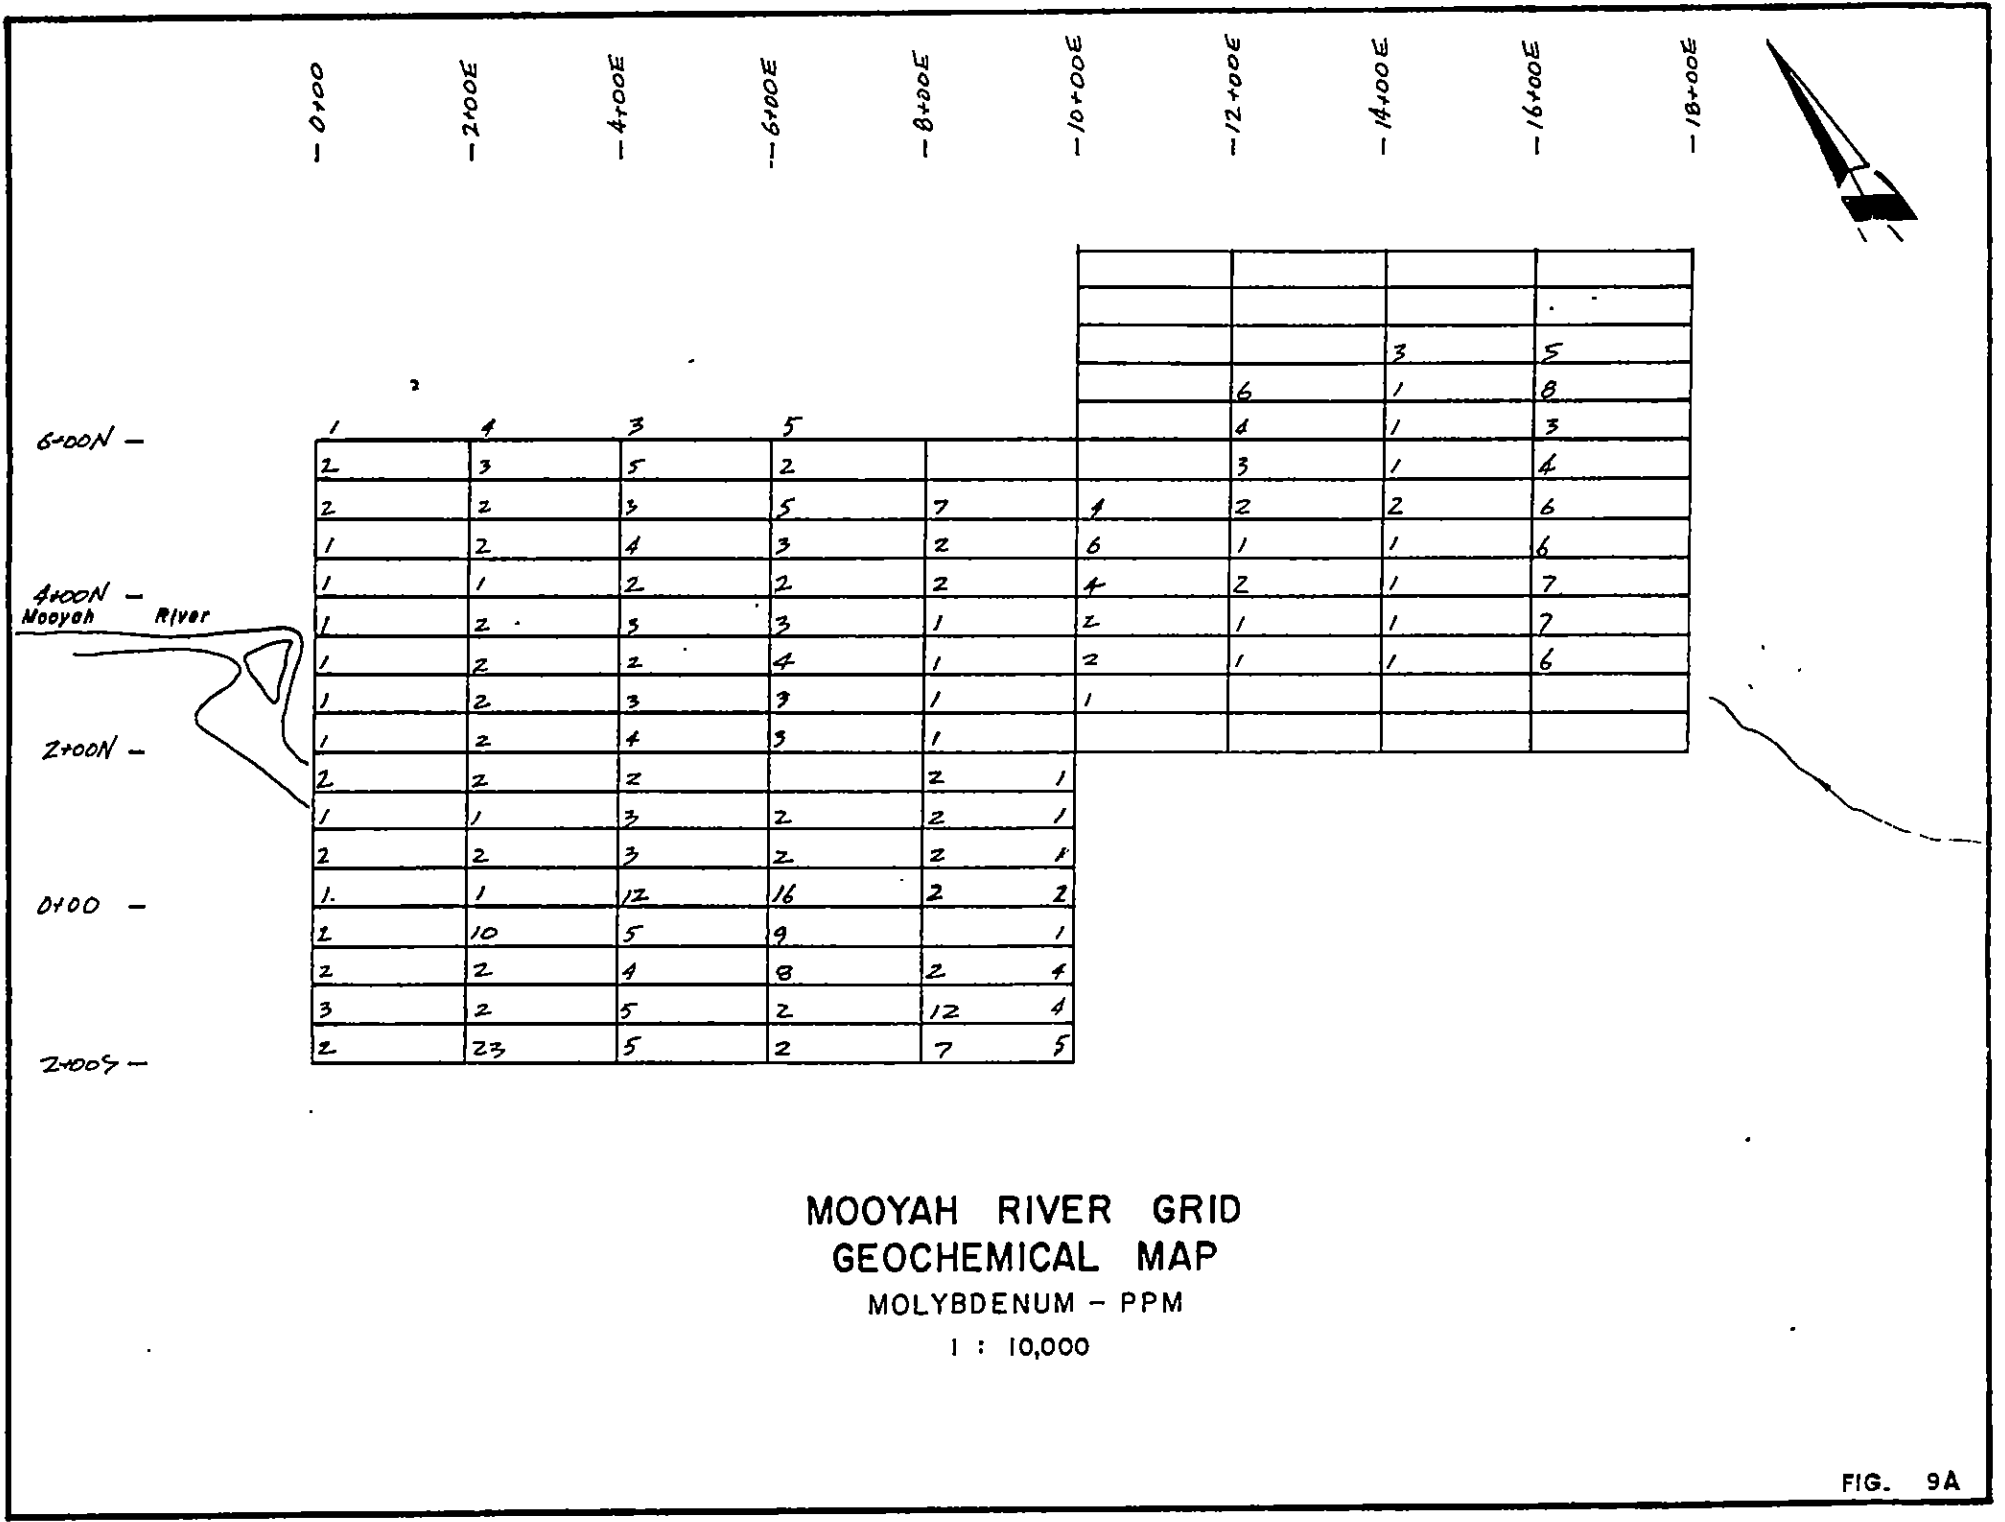 0+00 2+00E 4+00E 6+00E 8+00E 10+00E 12+00E 14+00E 16+00E 18+00E
3 5
6 1 8
6+00N 1 4 3 5 4 1 3
2 3 5 2 3 1 4
2 2 3 5 7 4 2 2 6
1 2 4 3 2 6 1 1 6
4+00N 1 1 2 2 2 4 2 1 7
Mooyah River
1 2 3 3 1 2 1 1 7
1 2 2 4 1 2 1 1 6
1 2 3 3 1 1
2+00N 1 2 4 3 1
2 2 2 2 1
1 1 3 2 2 1
2 2 3 2 2 1
0+00 1 1 12 16 2 2
2 10 5 9 1
2 2 4 8 2 4
3 2 5 2 12 4
2+00S 2 23 5 2 7 5
MOOYAH RIVER GRID
GEOCHEMICAL MAP
MOLYBDENUM - PPM
1 : 10,000
FIG. 9A